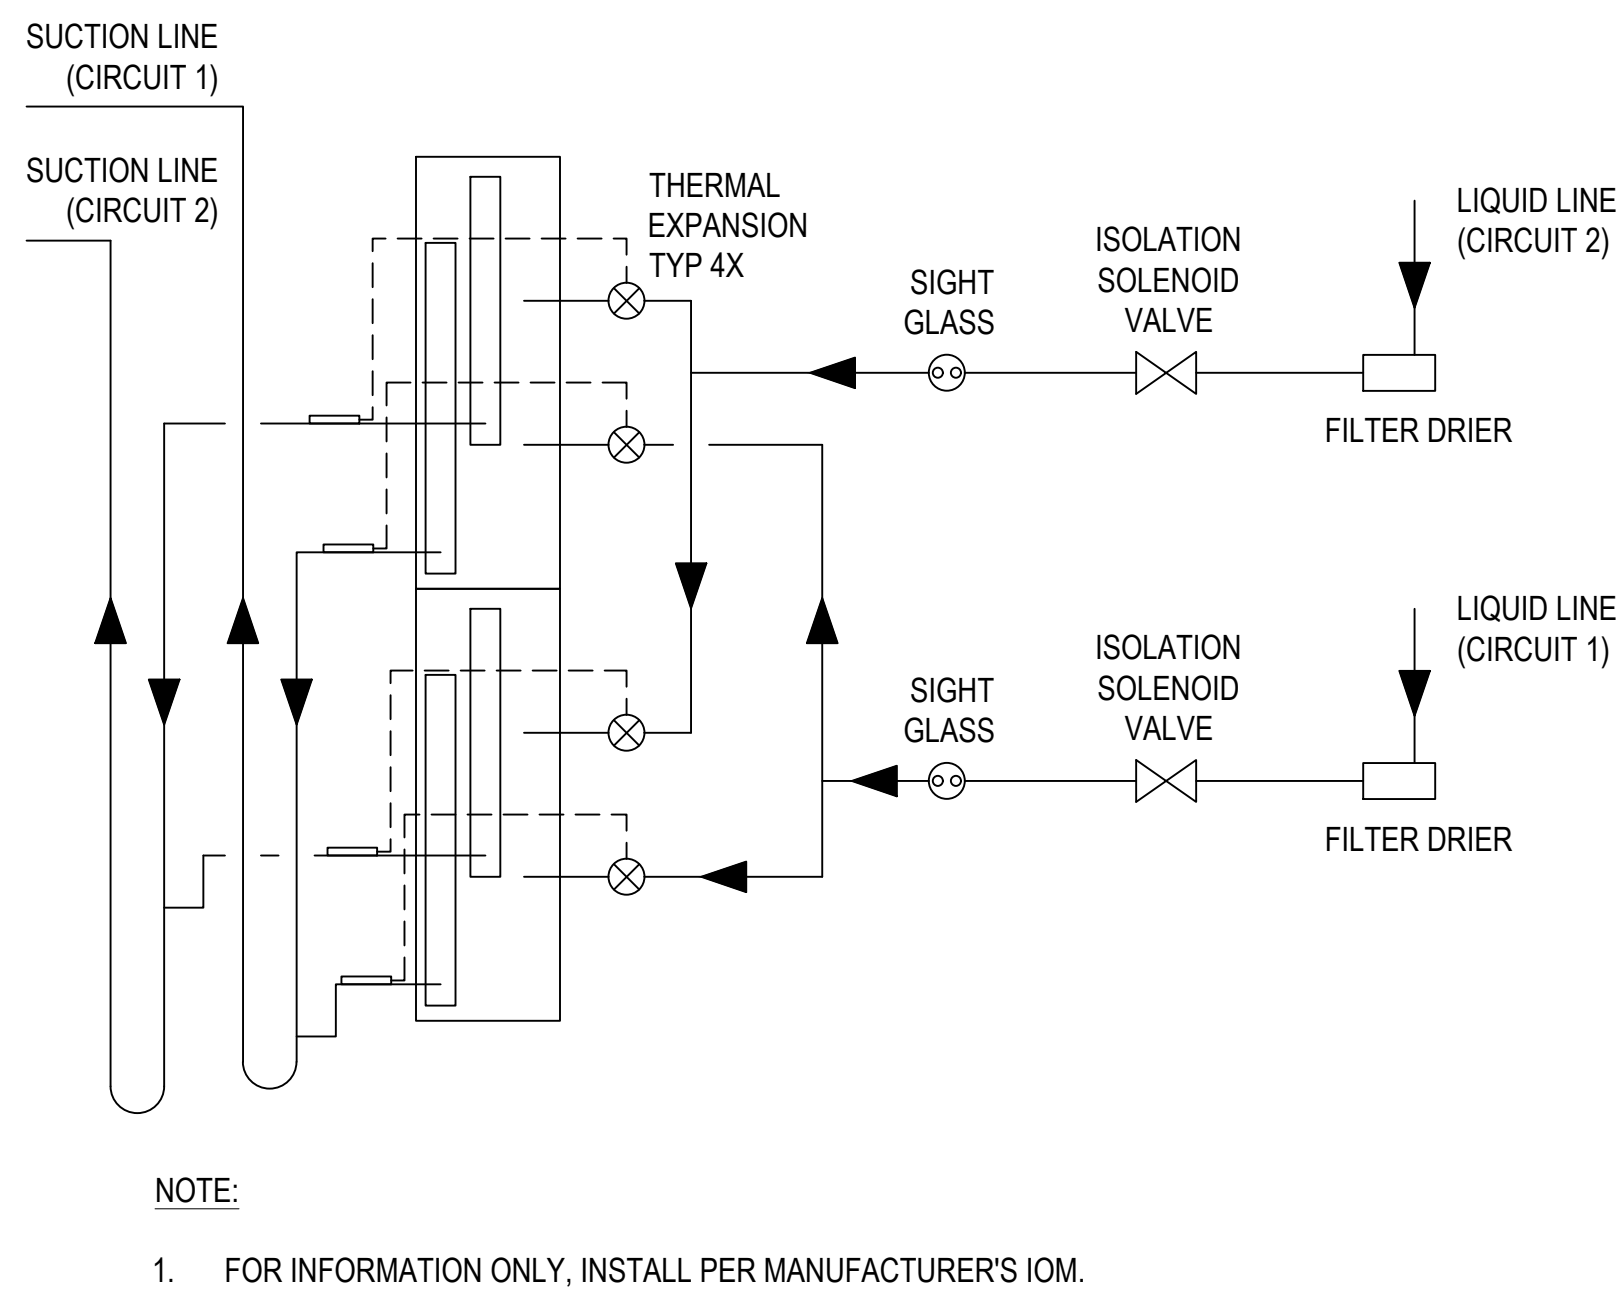 SUCTION LINE
(CIRCUIT 1)
SUCTION LINE
(CIRCUIT 2)
THERMAL
EXPANSION
TYP 4X
SIGHT
GLASS
ISOLATION
SOLENOID
VALVE
LIQUID LINE
(CIRCUIT 2)
FILTER DRIER
SIGHT
GLASS
ISOLATION
SOLENOID
VALVE
LIQUID LINE
(CIRCUIT 1)
FILTER DRIER
NOTE:
1. FOR INFORMATION ONLY, INSTALL PER MANUFACTURER'S IOM.